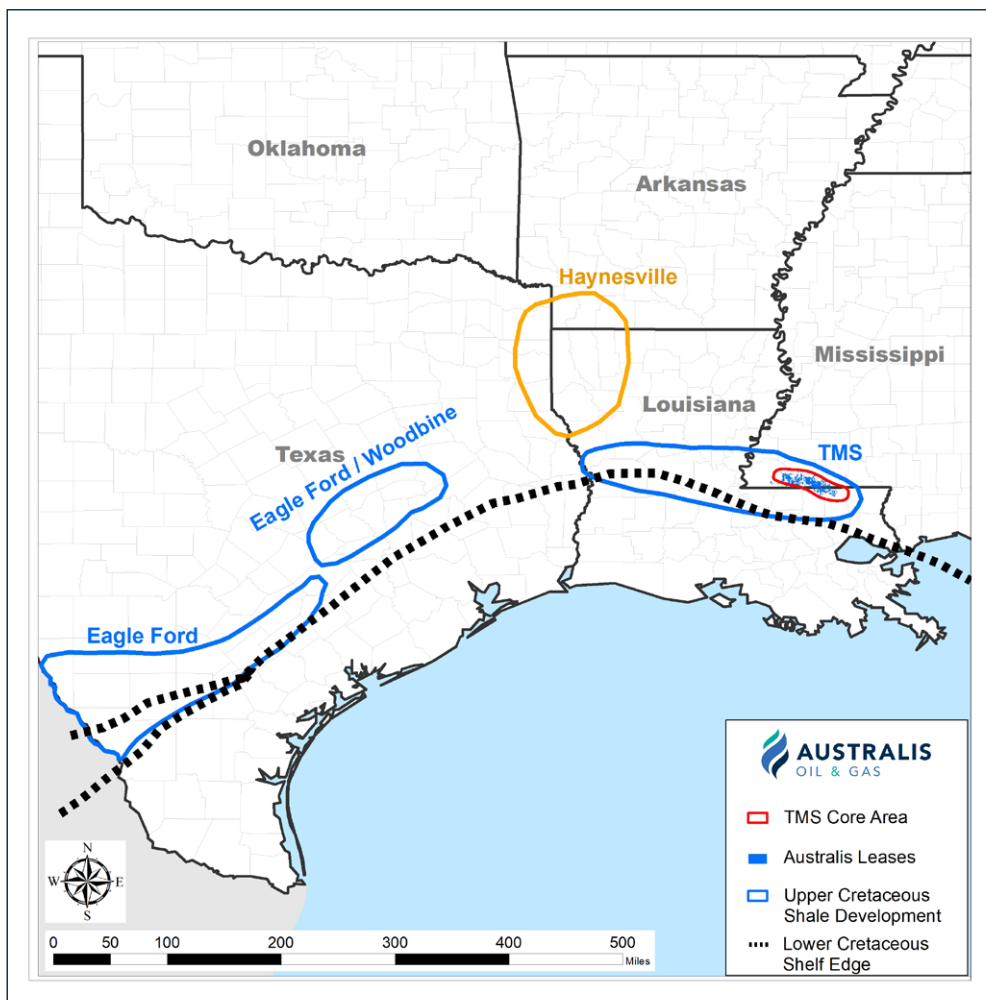 Oklahoma
Arkansas
Haynesville
Mississippi
Louisiana
Texas
Eagle Ford / Woodbine
TMS
Eagle Ford
AUSTRALIS
OIL & GAS
TMS Core Area
Australis Leases
Upper Cretaceous
Shale Development
Lower Cretaceous
Shelf Edge
N
W E
S
0 50 100 200 300 400 500
Miles